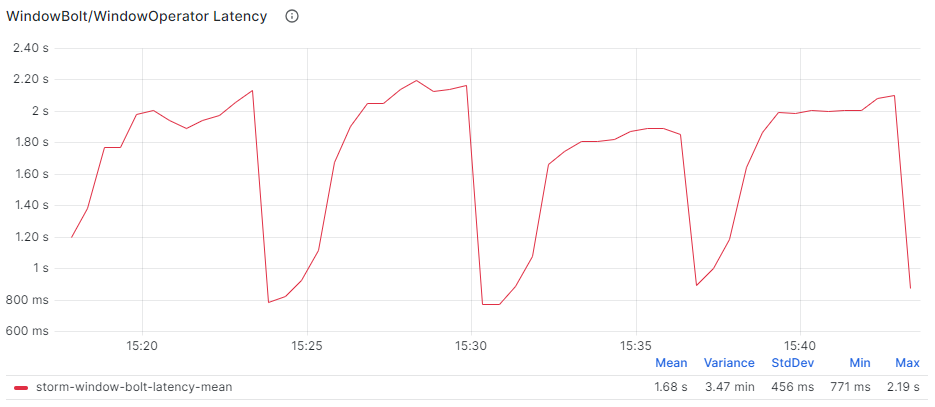 WindowBolt/WindowOperator Latency
2.40 s
2.20 s
2 s
1.80 s
1.60 s
1.40 s
1.20 s
1 s
800 ms
600 ms
15:20 15:25 15:30 15:35 15:40
Mean Variance StdDev Min Max
storm-window-bolt-latency-mean 1.68 s 3.47 min 456 ms 771 ms 2.19 s